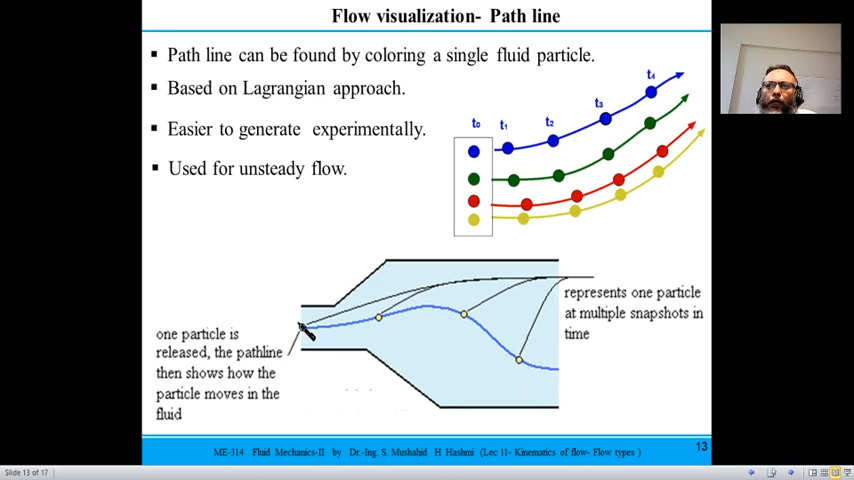 Flow visualization- Path line
▪ Path line can be found by coloring a single fluid particle.
▪ Based on Lagrangian approach.
▪ Easier to generate experimentally.
▪ Used for unsteady flow.
t₀ t₁ t₂ t₃ t₄
one particle is
released, the pathline
then shows how the
particle moves in the
fluid
represents one particle
at multiple snapshots in
time
ME-314 Fluid Mechanics-II by Dr.-Ing. S. Mushahid H Hashmi (Lec 11- Kinematics of flow- Flow types )
13
Slide 13 of 17